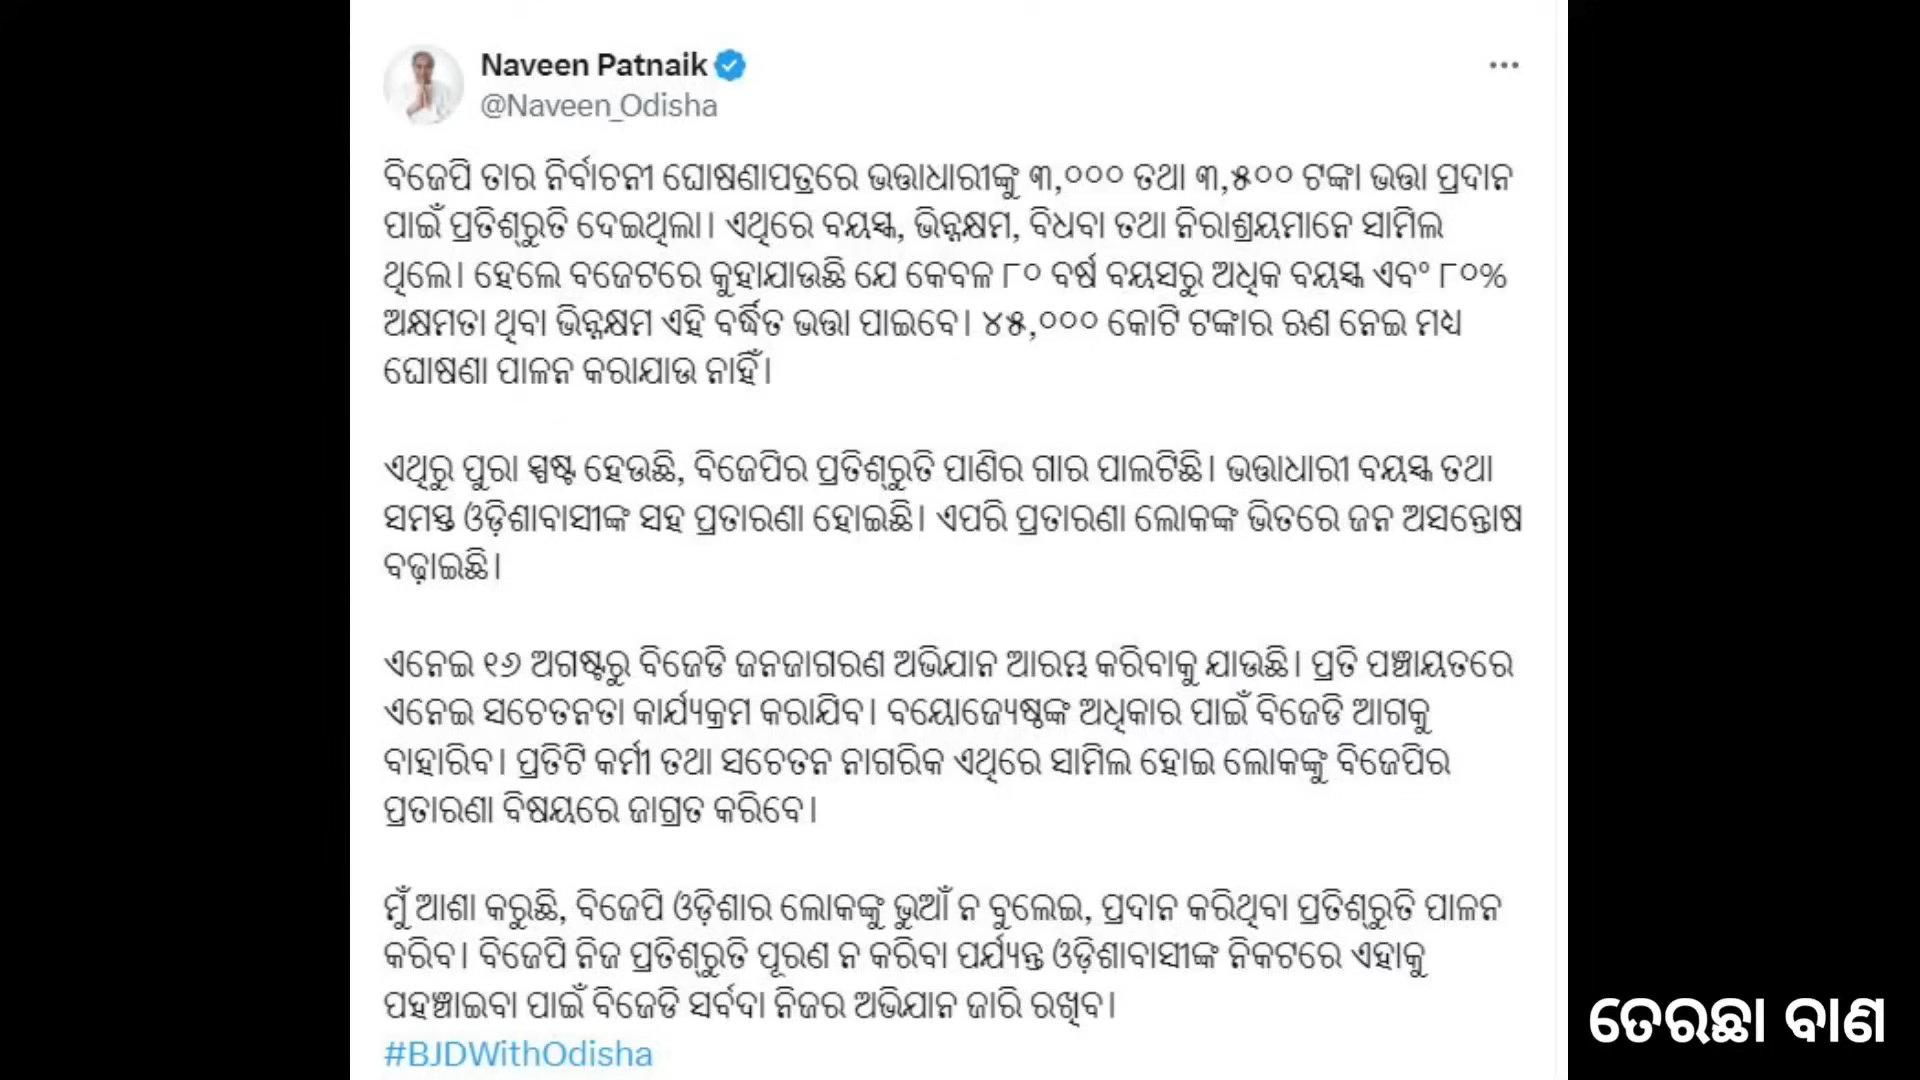 Naveen Patnaik
@Naveen_Odisha
ବିଜେପି ତାର ନିର୍ବାଚନୀ ଘୋଷଣାପତ୍ରରେ ଭତ୍ତାଧାରୀଙ୍କୁ ୩,୦୦୦ ତଥା ୩,୫୦୦ ଟଙ୍କା ଭତ୍ତା ପ୍ରଦାନ
ପାଇଁ ପ୍ରତିଶ୍ରୁତି ଦେଇଥିଲା। ଏଥିରେ ବୟସ୍କ, ଭିନ୍ନକ୍ଷମ, ବିଧବା ତଥା ନିରାଶ୍ରୟମାନେ ସାମିଲ
ଥିଲେ। ହେଲେ ବଜେଟରେ କୁହାଯାଉଛି ଯେ କେବଳ ୮୦ ବର୍ଷ ବୟସରୁ ଅଧିକ ବୟସ୍କ ଏବଂ ୮୦%
ଅକ୍ଷମତା ଥିବା ଭିନ୍ନକ୍ଷମ ଏହି ବର୍ଦ୍ଧିତ ଭତ୍ତା ପାଇବେ। ୪୫,୦୦୦ କୋଟି ଟଙ୍କାର ଋଣ ନେଇ ମଧ୍ୟ
ଘୋଷଣା ପାଳନ କରାଯାଉ ନାହିଁ।
ଏଥିରୁ ପୁରା ସ୍ପଷ୍ଟ ହେଉଛି, ବିଜେପିର ପ୍ରତିଶ୍ରୁତି ପାଣିର ଗାର ପାଲଟିଛି। ଭତ୍ତାଧାରୀ ବୟସ୍କ ତଥା
ସମସ୍ତ ଓଡ଼ିଶାବାସୀଙ୍କ ସହ ପ୍ରତାରଣା ହୋଇଛି। ଏପରି ପ୍ରତାରଣା ଲୋକଙ୍କ ଭିତରେ ଜନ ଅସନ୍ତୋଷ
ବଢ଼ାଇଛି।
ଏନେଇ ୧୬ ଅଗଷ୍ଟରୁ ବିଜେଡି ଜନଜାଗରଣ ଅଭିଯାନ ଆରମ୍ଭ କରିବାକୁ ଯାଉଛି। ପ୍ରତି ପଞ୍ଚାୟତରେ
ଏନେଇ ସଚେତନତା କାର୍ଯ୍ୟକ୍ରମ କରାଯିବ। ବୟୋଜ୍ୟେଷ୍ଠଙ୍କ ଅଧିକାର ପାଇଁ ବିଜେଡି ଆଗକୁ
ବାହାରିବ। ପ୍ରତିଟି କର୍ମୀ ତଥା ସଚେତନ ନାଗରିକ ଏଥିରେ ସାମିଲ ହୋଇ ଲୋକଙ୍କୁ ବିଜେପିର
ପ୍ରତାରଣା ବିଷୟରେ ଜାଗ୍ରତ କରିବେ।
ମୁଁ ଆଶା କରୁଛି, ବିଜେପି ଓଡ଼ିଶାର ଲୋକଙ୍କୁ ଭୁଆଁ ନ ବୁଲେଇ, ପ୍ରଦାନ କରିଥିବା ପ୍ରତିଶ୍ରୁତି ପାଳନ
କରିବ। ବିଜେପି ନିଜ ପ୍ରତିଶ୍ରୁତି ପୂରଣ ନ କରିବା ପର୍ଯ୍ୟନ୍ତ ଓଡ଼ିଶାବାସୀଙ୍କ ନିକଟରେ ଏହାକୁ
ପହଞ୍ଚାଇବା ପାଇଁ ବିଜେଡି ସର୍ବଦା ନିଜର ଅଭିଯାନ ଜାରି ରଖିବ।
#BJDWithOdisha
ତେରଛା ବାଣ